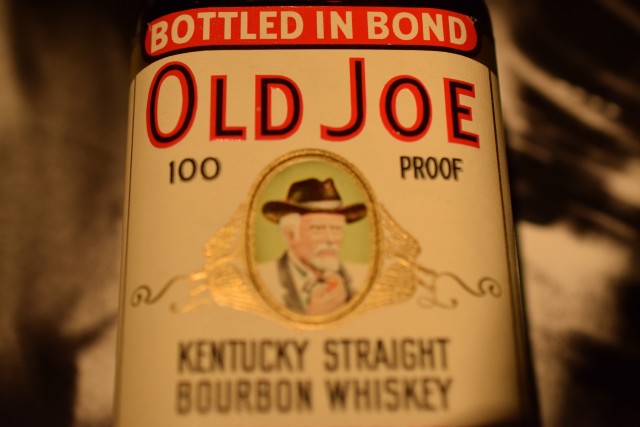 BOTTLED IN BOND
OLD JOE
100 PROOF
KENTUCKY STRAIGHT
BOURBON WHISKEY